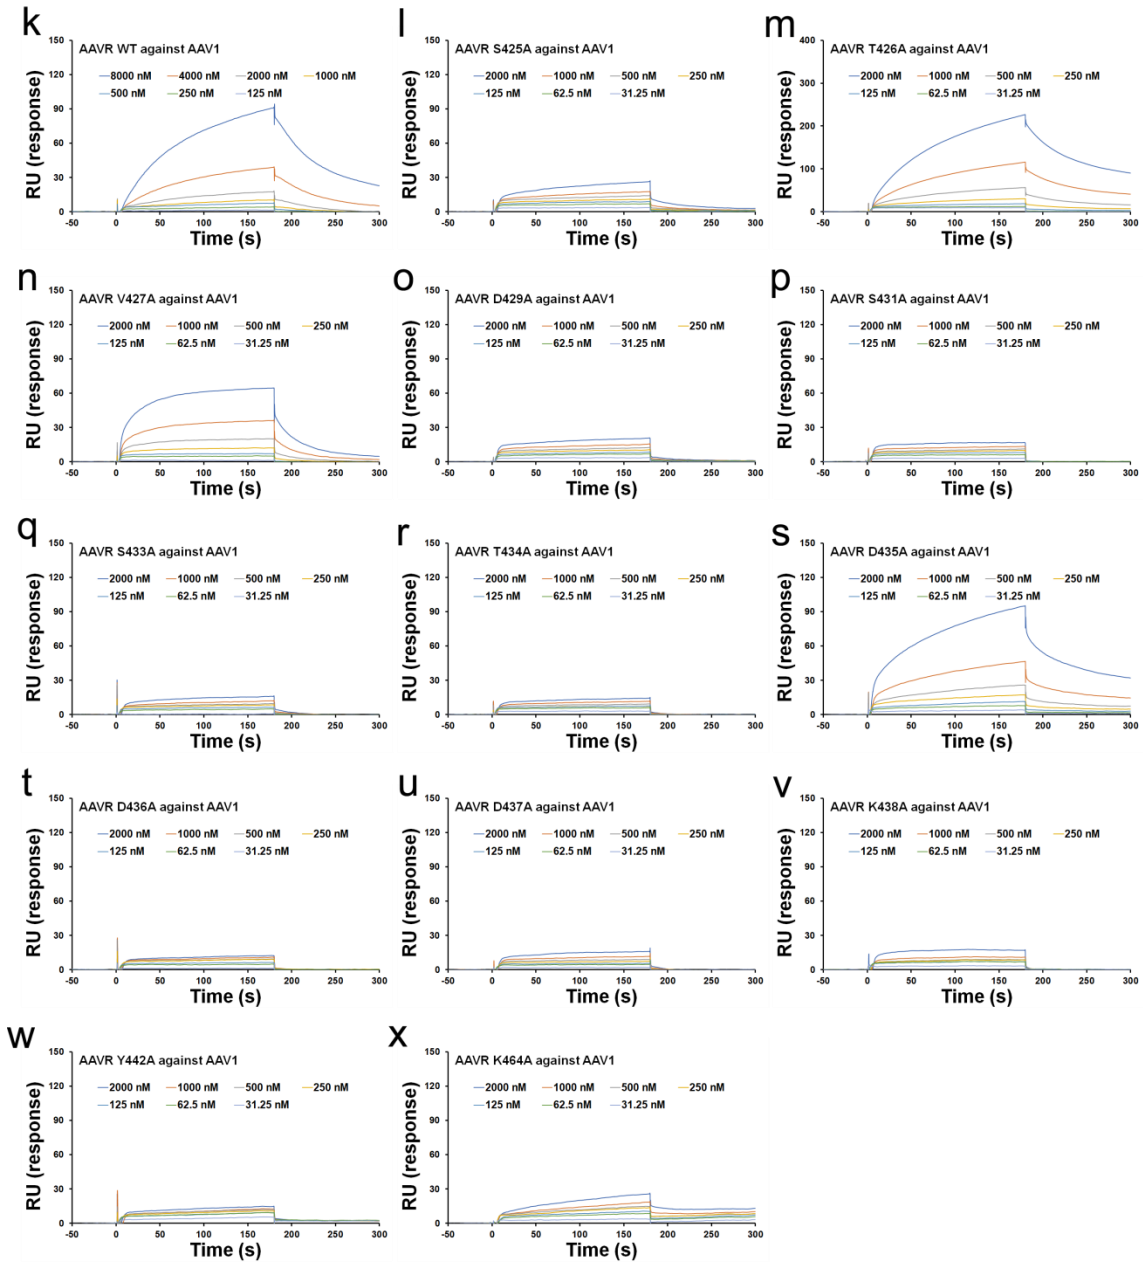 k
l
m
AAVR WT against AAV1
8000 nM 4000 nM 2000 nM 1000 nM
500 nM 250 nM 125 nM
RU (response)
150
120
90
60
30
0
-50 0 50 100 150 200 250 300
Time (s)
AAVR S425A against AAV1
2000 nM 1000 nM 500 nM 250 nM
125 nM 62.5 nM 31.25 nM
RU (response)
150
120
90
60
30
0
-50 0 50 100 150 200 250 300
Time (s)
AAVR T426A against AAV1
2000 nM 1000 nM 500 nM 250 nM
125 nM 62.5 nM 31.25 nM
RU (response)
400
300
200
100
0
-50 0 50 100 150 200 250 300
Time (s)
n
o
p
AAVR V427A against AAV1
2000 nM 1000 nM 500 nM 250 nM
125 nM 62.5 nM 31.25 nM
RU (response)
150
120
90
60
30
0
-50 0 50 100 150 200 250 300
Time (s)
AAVR D429A against AAV1
2000 nM 1000 nM 500 nM 250 nM
125 nM 62.5 nM 31.25 nM
RU (response)
150
120
90
60
30
0
-50 0 50 100 150 200 250 300
Time (s)
AAVR S431A against AAV1
2000 nM 1000 nM 500 nM 250 nM
125 nM 62.5 nM 31.25 nM
RU (response)
150
120
90
60
30
0
-50 0 50 100 150 200 250 300
Time (s)
q
r
s
AAVR S433A against AAV1
2000 nM 1000 nM 500 nM 250 nM
125 nM 62.5 nM 31.25 nM
RU (response)
150
120
90
60
30
0
-50 0 50 100 150 200 250 300
Time (s)
AAVR T434A against AAV1
2000 nM 1000 nM 500 nM 250 nM
125 nM 62.5 nM 31.25 nM
RU (response)
150
120
90
60
30
0
-50 0 50 100 150 200 250 300
Time (s)
AAVR D435A against AAV1
2000 nM 1000 nM 500 nM 250 nM
125 nM 62.5 nM 31.25 nM
RU (response)
150
120
90
60
30
0
-50 0 50 100 150 200 250 300
Time (s)
t
u
v
AAVR D436A against AAV1
2000 nM 1000 nM 500 nM 250 nM
125 nM 62.5 nM 31.25 nM
RU (response)
150
120
90
60
30
0
-50 0 50 100 150 200 250 300
Time (s)
AAVR D437A against AAV1
2000 nM 1000 nM 500 nM 250 nM
125 nM 62.5 nM 31.25 nM
RU (response)
150
120
90
60
30
0
-50 0 50 100 150 200 250 300
Time (s)
AAVR K438A against AAV1
2000 nM 1000 nM 500 nM 250 nM
125 nM 62.5 nM 31.25 nM
RU (response)
150
120
90
60
30
0
-50 0 50 100 150 200 250 300
Time (s)
w
x
AAVR Y442A against AAV1
2000 nM 1000 nM 500 nM 250 nM
125 nM 62.5 nM 31.25 nM
RU (response)
150
120
90
60
30
0
-50 0 50 100 150 200 250 300
Time (s)
AAVR K464A against AAV1
2000 nM 1000 nM 500 nM 250 nM
125 nM 62.5 nM 31.25 nM
RU (response)
150
120
90
60
30
0
-50 0 50 100 150 200 250 300
Time (s)